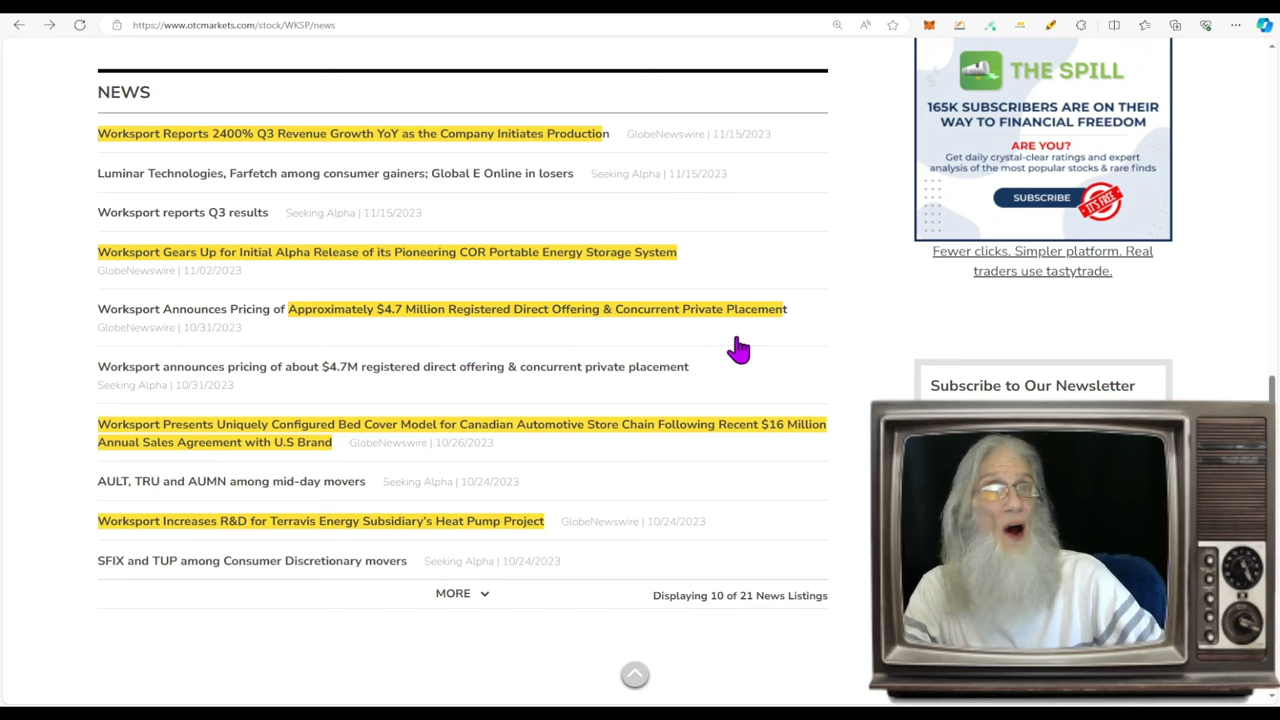 https://www.otcmarkets.com/stock/WKSP/news
NEWS
Worksport Reports 2400% Q3 Revenue Growth YoY as the Company Initiates Production GlobeNewswire | 11/15/2023
Luminar Technologies, Farfetch among consumer gainers; Global E Online in losers Seeking Alpha | 11/15/2023
Worksport reports Q3 results Seeking Alpha | 11/15/2023
Worksport Gears Up for Initial Alpha Release of its Pioneering COR Portable Energy Storage System
GlobeNewswire | 11/02/2023
Worksport Announces Pricing of Approximately $4.7 Million Registered Direct Offering & Concurrent Private Placement
GlobeNewswire | 10/31/2023
Worksport announces pricing of about $4.7M registered direct offering & concurrent private placement
Seeking Alpha | 10/31/2023
Worksport Presents Uniquely Configured Bed Cover Model for Canadian Automotive Store Chain Following Recent $16 Million
Annual Sales Agreement with U.S Brand GlobeNewswire | 10/26/2023
AULT, TRU and AUMN among mid-day movers Seeking Alpha | 10/24/2023
Worksport Increases R&D for Terravis Energy Subsidiary's Heat Pump Project GlobeNewswire | 10/24/2023
SFIX and TUP among Consumer Discretionary movers Seeking Alpha | 10/24/2023
MORE
Displaying 10 of 21 News Listings
THE SPILL
165K SUBSCRIBERS ARE ON THEIR
WAY TO FINANCIAL FREEDOM
ARE YOU?
Get daily crystal-clear ratings and expert
analysis of the most popular stocks & rare finds
SUBSCRIBE
IT'S FREE
Fewer clicks. Simpler platform. Real
traders use tastytrade.
Subscribe to Our Newsletter